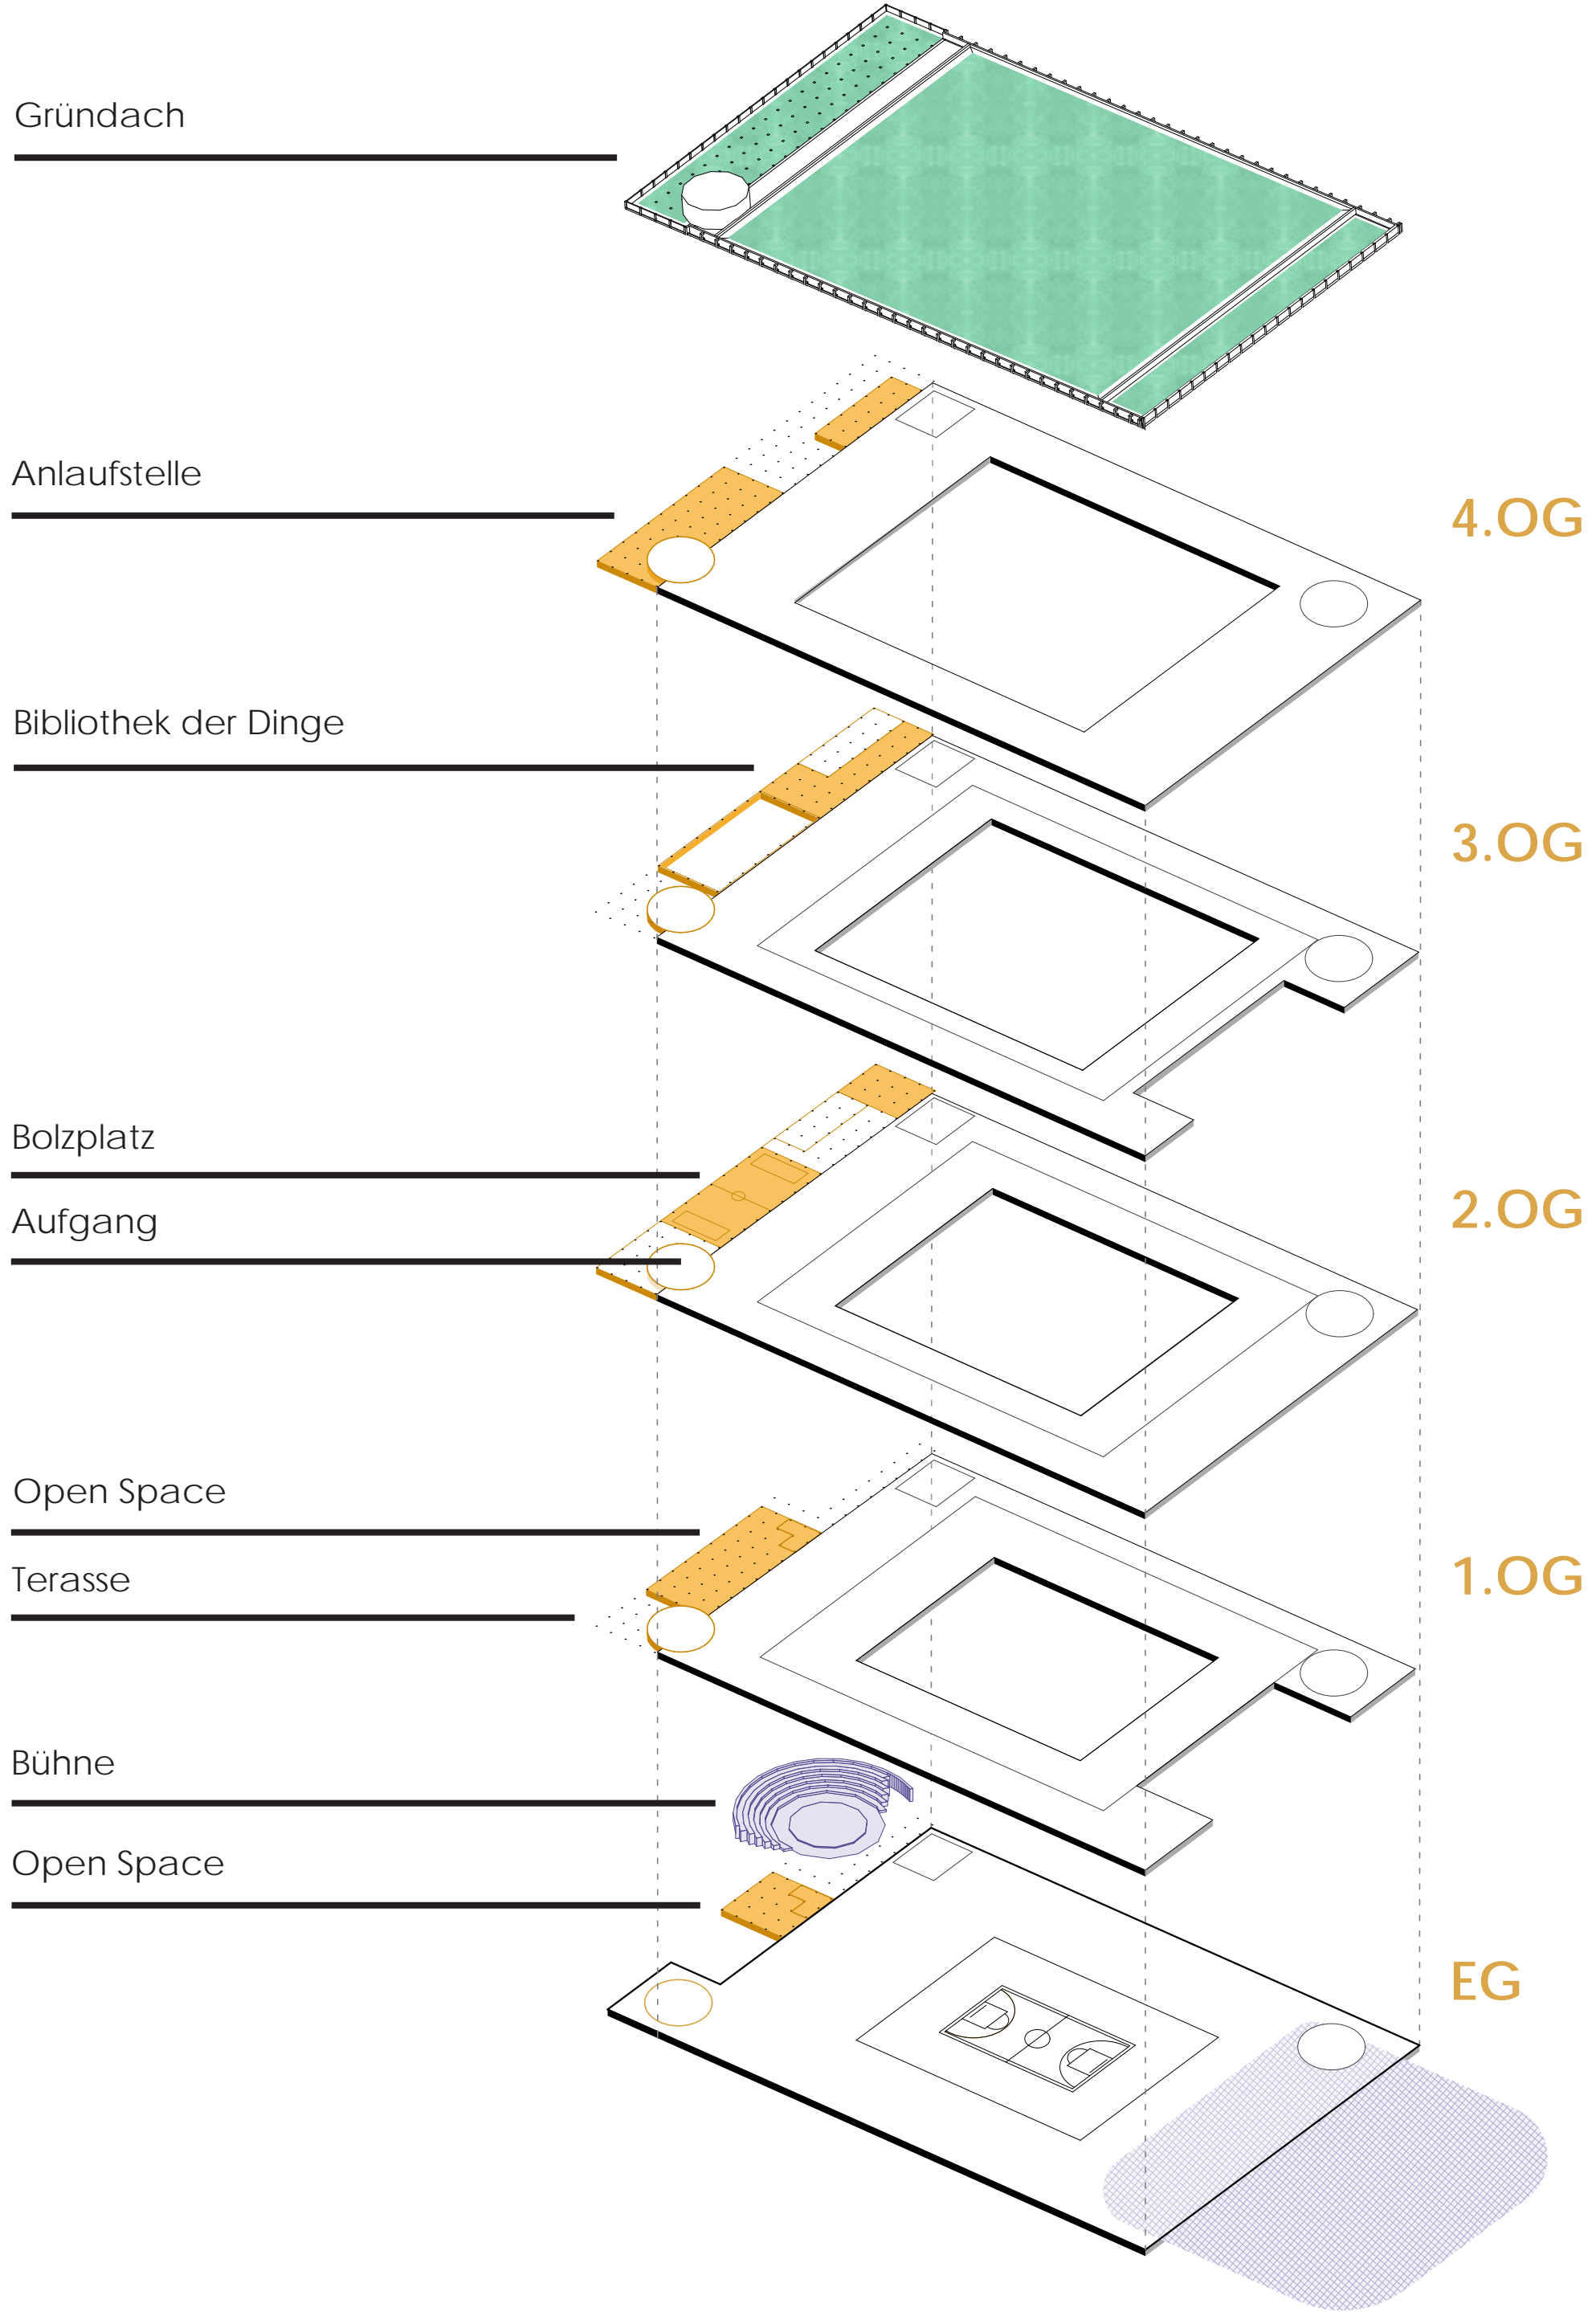 Gründach
Anlaufstelle
4.OG
Bibliothek der Dinge
3.OG
Bolzplatz
Aufgang
2.OG
Open Space
1.OG
Terasse
Bühne
Open Space
EG